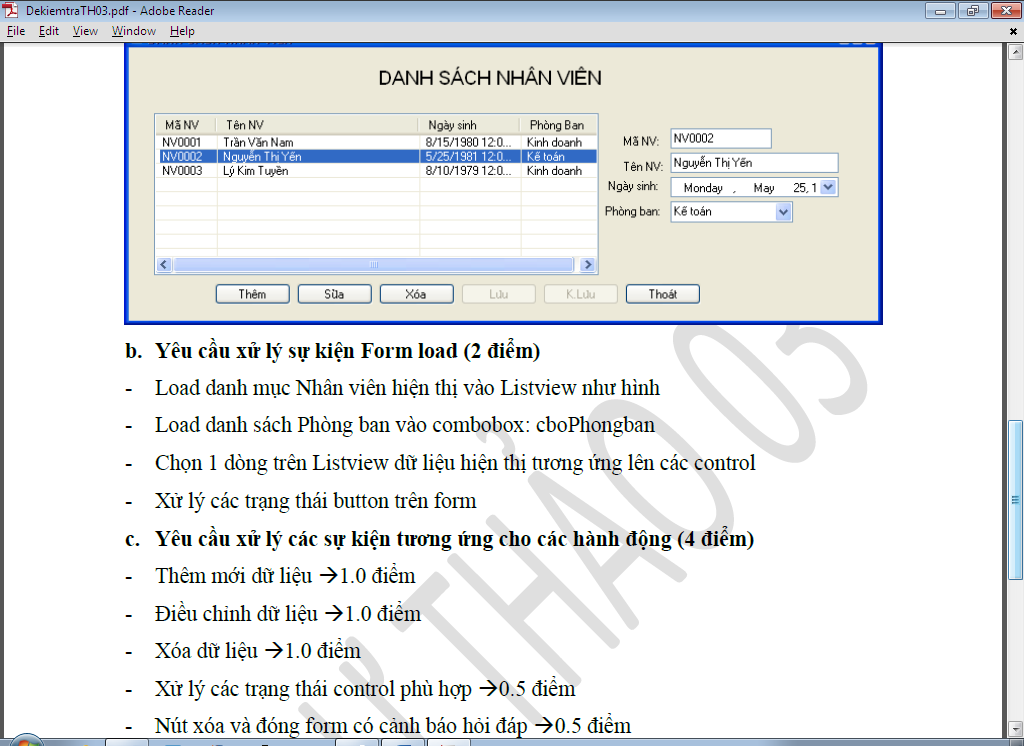 DekiemtraTH03.pdf - Adobe Reader
File Edit View Window Help
DANH SÁCH NHÂN VIÊN
Mã NV Tên NV Ngày sinh Phòng Ban
NV0001 Trần Văn Nam 8/15/1980 12:0... Kinh doanh
NV0002 Nguyễn Thị Yến 5/25/1981 12:0... Kế toán
NV0003 Lý Kim Tuyền 8/10/1979 12:0... Kinh doanh
Mã NV: NV0002
Tên NV: Nguyễn Thị Yến
Ngày sinh: Monday , May 25, 1
Phòng ban: Kế toán
Thêm Sửa Xóa Lưu K.Lưu Thoát
b. Yêu cầu xử lý sự kiện Form load (2 điểm)
- Load danh mục Nhân viên hiện thị vào Listview như hình
- Load danh sách Phòng ban vào combobox: cboPhongban
- Chọn 1 dòng trên Listview dữ liệu hiện thị tương ứng lên các control
- Xử lý các trạng thái button trên form
c. Yêu cầu xử lý các sự kiện tương ứng cho các hành động (4 điểm)
- Thêm mới dữ liệu →1.0 điểm
- Điều chỉnh dữ liệu →1.0 điểm
- Xóa dữ liệu →1.0 điểm
- Xử lý các trạng thái control phù hợp →0.5 điểm
- Nút xóa và đóng form có cảnh báo hỏi đáp →0.5 điểm
THẢO 03